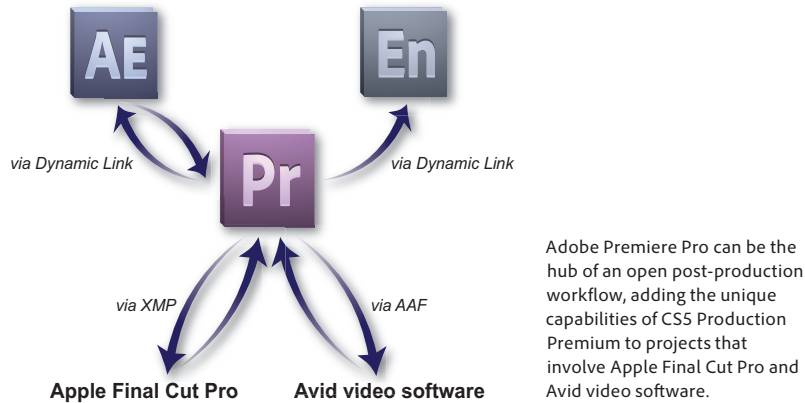 AE
En
via Dynamic Link
via Dynamic Link
Pr
Adobe Premiere Pro can be the
hub of an open post-production
workflow, adding the unique
capabilities of CS5 Production
Premium to projects that
involve Apple Final Cut Pro and
Avid video software.
via XMP
via AAF
Apple Final Cut Pro
Avid video software